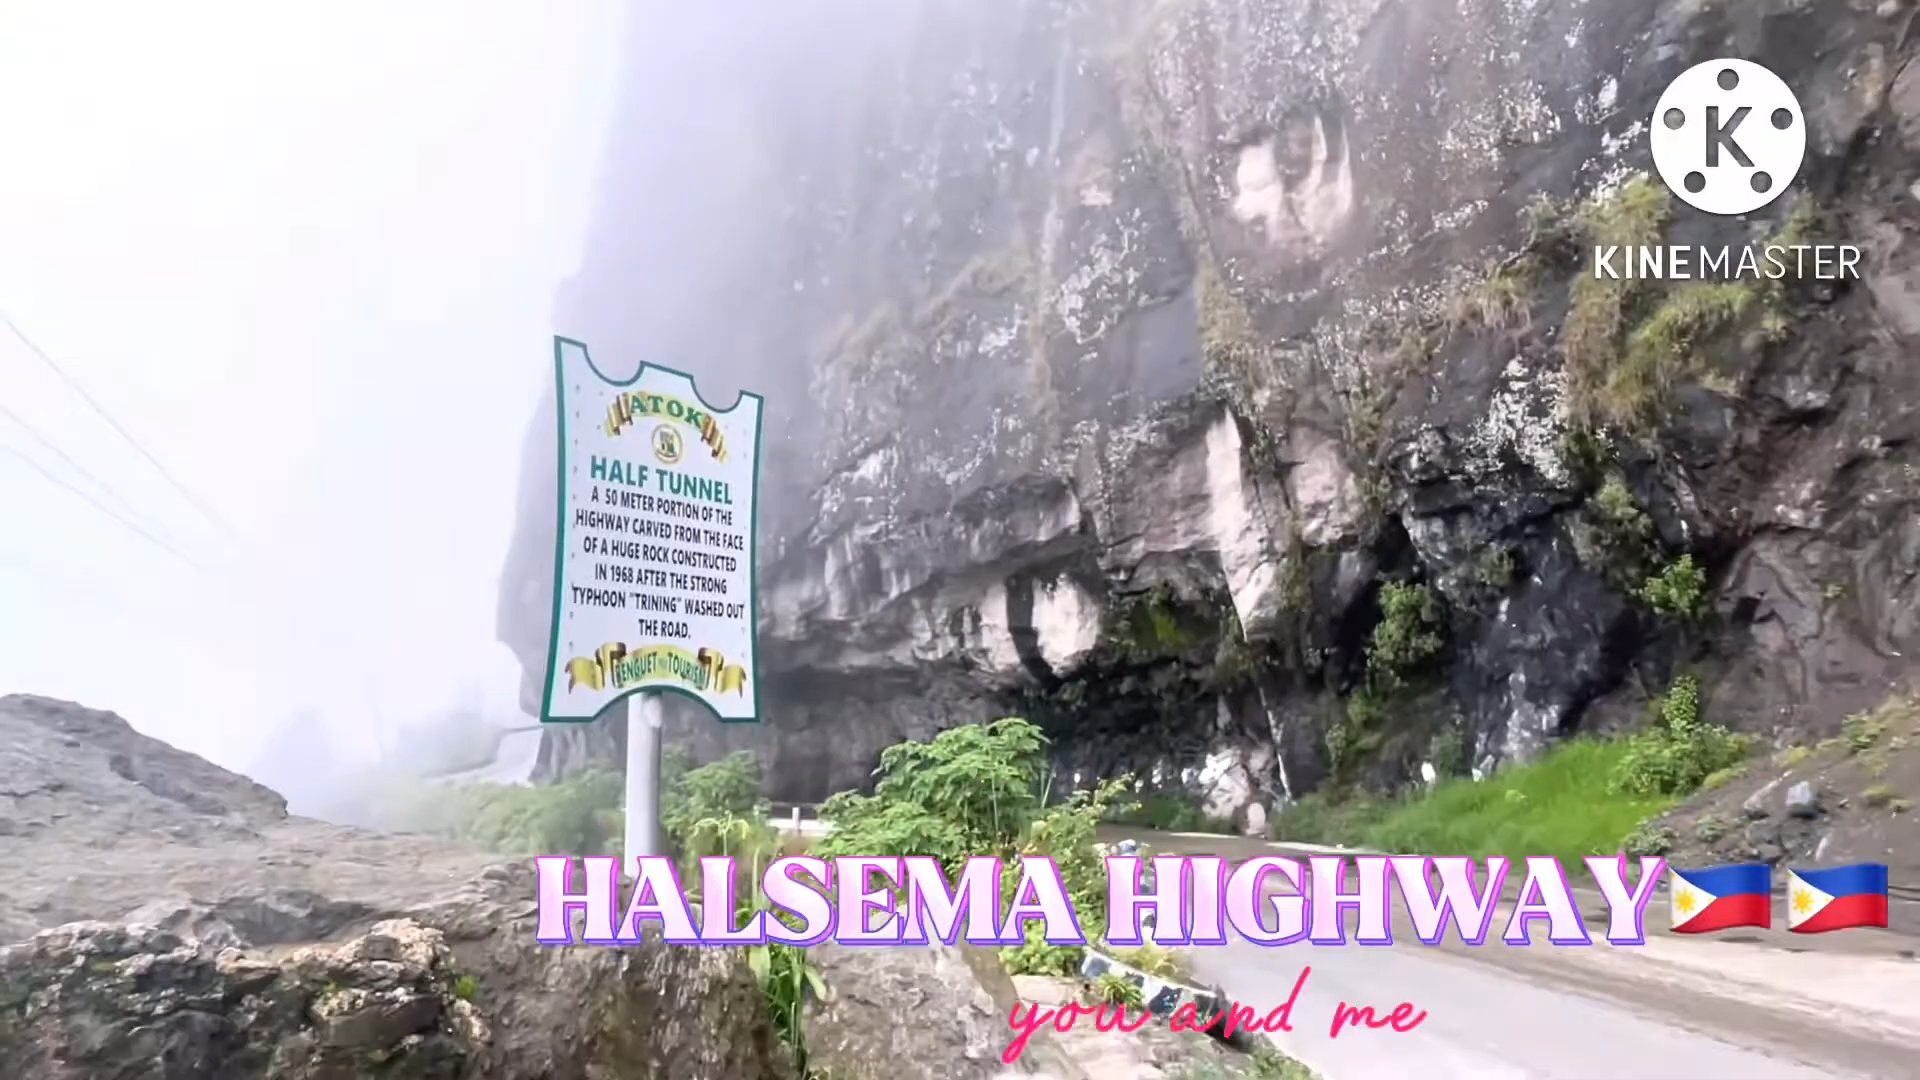 K
KINEMASTER
ATOK
HALF TUNNEL
A 50 METER PORTION OF THE
HIGHWAY CARVED FROM THE FACE
OF A HUGE ROCK CONSTRUCTED
IN 1968 AFTER THE STRONG
TYPHOON "TRINING" WASHED OUT
THE ROAD.
BENGUET TOURISM
HALSEMA HIGHWAY🇵🇭🇵🇭
you and me